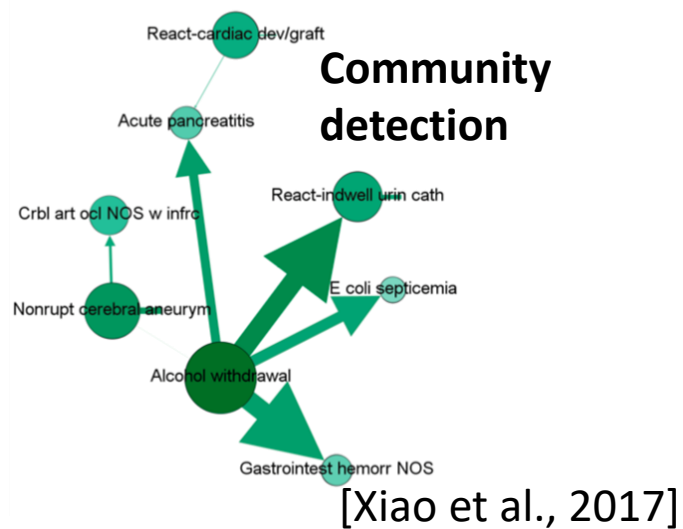 React-cardiac dev/graft
Community
detection
Acute pancreatitis
React-indwell urin cath
Crbl art ocl NOS w infrc
E coli septicemia
Nonrupt cerebral aneurym
Alcohol withdrawal
Gastrointest hemorr NOS
[Xiao et al., 2017]